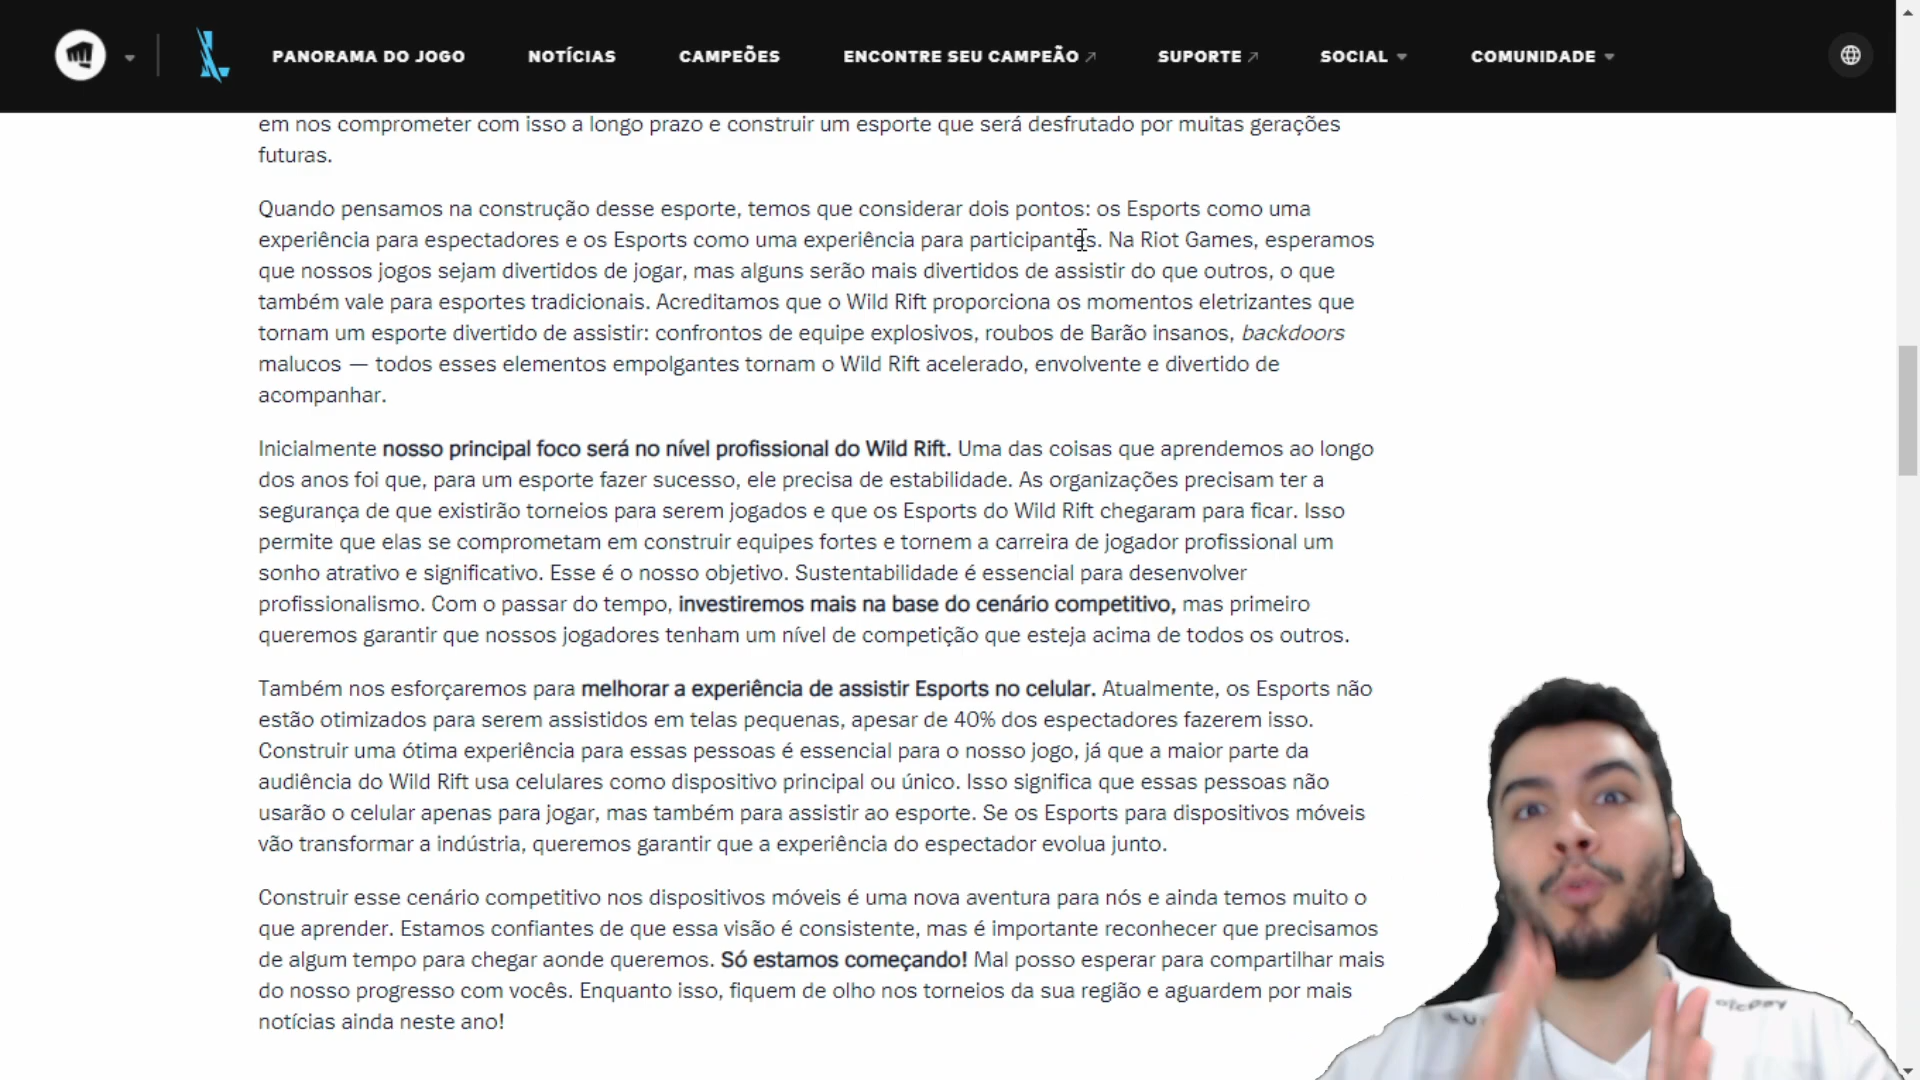 PANORAMA DO JOGO NOTÍCIAS CAMPEÕES ENCONTRE SEU CAMPEÃO SUPORTE SOCIAL COMUNIDADE
em nos comprometer com isso a longo prazo e construir um esporte que será desfrutado por muitas gerações
futuras.
Quando pensamos na construção desse esporte, temos que considerar dois pontos: os Esports como uma
experiência para espectadores e os Esports como uma experiência para participantes. Na Riot Games, esperamos
que nossos jogos sejam divertidos de jogar, mas alguns serão mais divertidos de assistir do que outros, o que
também vale para esportes tradicionais. Acreditamos que o Wild Rift proporciona os momentos eletrizantes que
tornam um esporte divertido de assistir: confrontos de equipe explosivos, roubos de Barão insanos, backdoors
malucos — todos esses elementos empolgantes tornam o Wild Rift acelerado, envolvente e divertido de
acompanhar.
Inicialmente nosso principal foco será no nível profissional do Wild Rift. Uma das coisas que aprendemos ao longo
dos anos foi que, para um esporte fazer sucesso, ele precisa de estabilidade. As organizações precisam ter a
segurança de que existirão torneios para serem jogados e que os Esports do Wild Rift chegaram para ficar. Isso
permite que elas se comprometam em construir equipes fortes e tornem a carreira de jogador profissional um
sonho atrativo e significativo. Esse é o nosso objetivo. Sustentabilidade é essencial para desenvolver
profissionalismo. Com o passar do tempo, investiremos mais na base do cenário competitivo, mas primeiro
queremos garantir que nossos jogadores tenham um nível de competição que esteja acima de todos os outros.
Também nos esforçaremos para melhorar a experiência de assistir Esports no celular. Atualmente, os Esports não
estão otimizados para serem assistidos em telas pequenas, apesar de 40% dos espectadores fazerem isso.
Construir uma ótima experiência para essas pessoas é essencial para o nosso jogo, já que a maior parte da
audiência do Wild Rift usa celulares como dispositivo principal ou único. Isso significa que essas pessoas não
usarão o celular apenas para jogar, mas também para assistir ao esporte. Se os Esports para dispositivos móveis
vão transformar a indústria, queremos garantir que a experiência do espectador evolua junto.
Construir esse cenário competitivo nos dispositivos móveis é uma nova aventura para nós e ainda temos muito o
que aprender. Estamos confiantes de que essa visão é consistente, mas é importante reconhecer que precisamos
de algum tempo para chegar aonde queremos. Só estamos começando! Mal posso esperar para compartilhar mais
do nosso progresso com vocês. Enquanto isso, fiquem de olho nos torneios da sua região e aguardem por mais
notícias ainda neste ano!